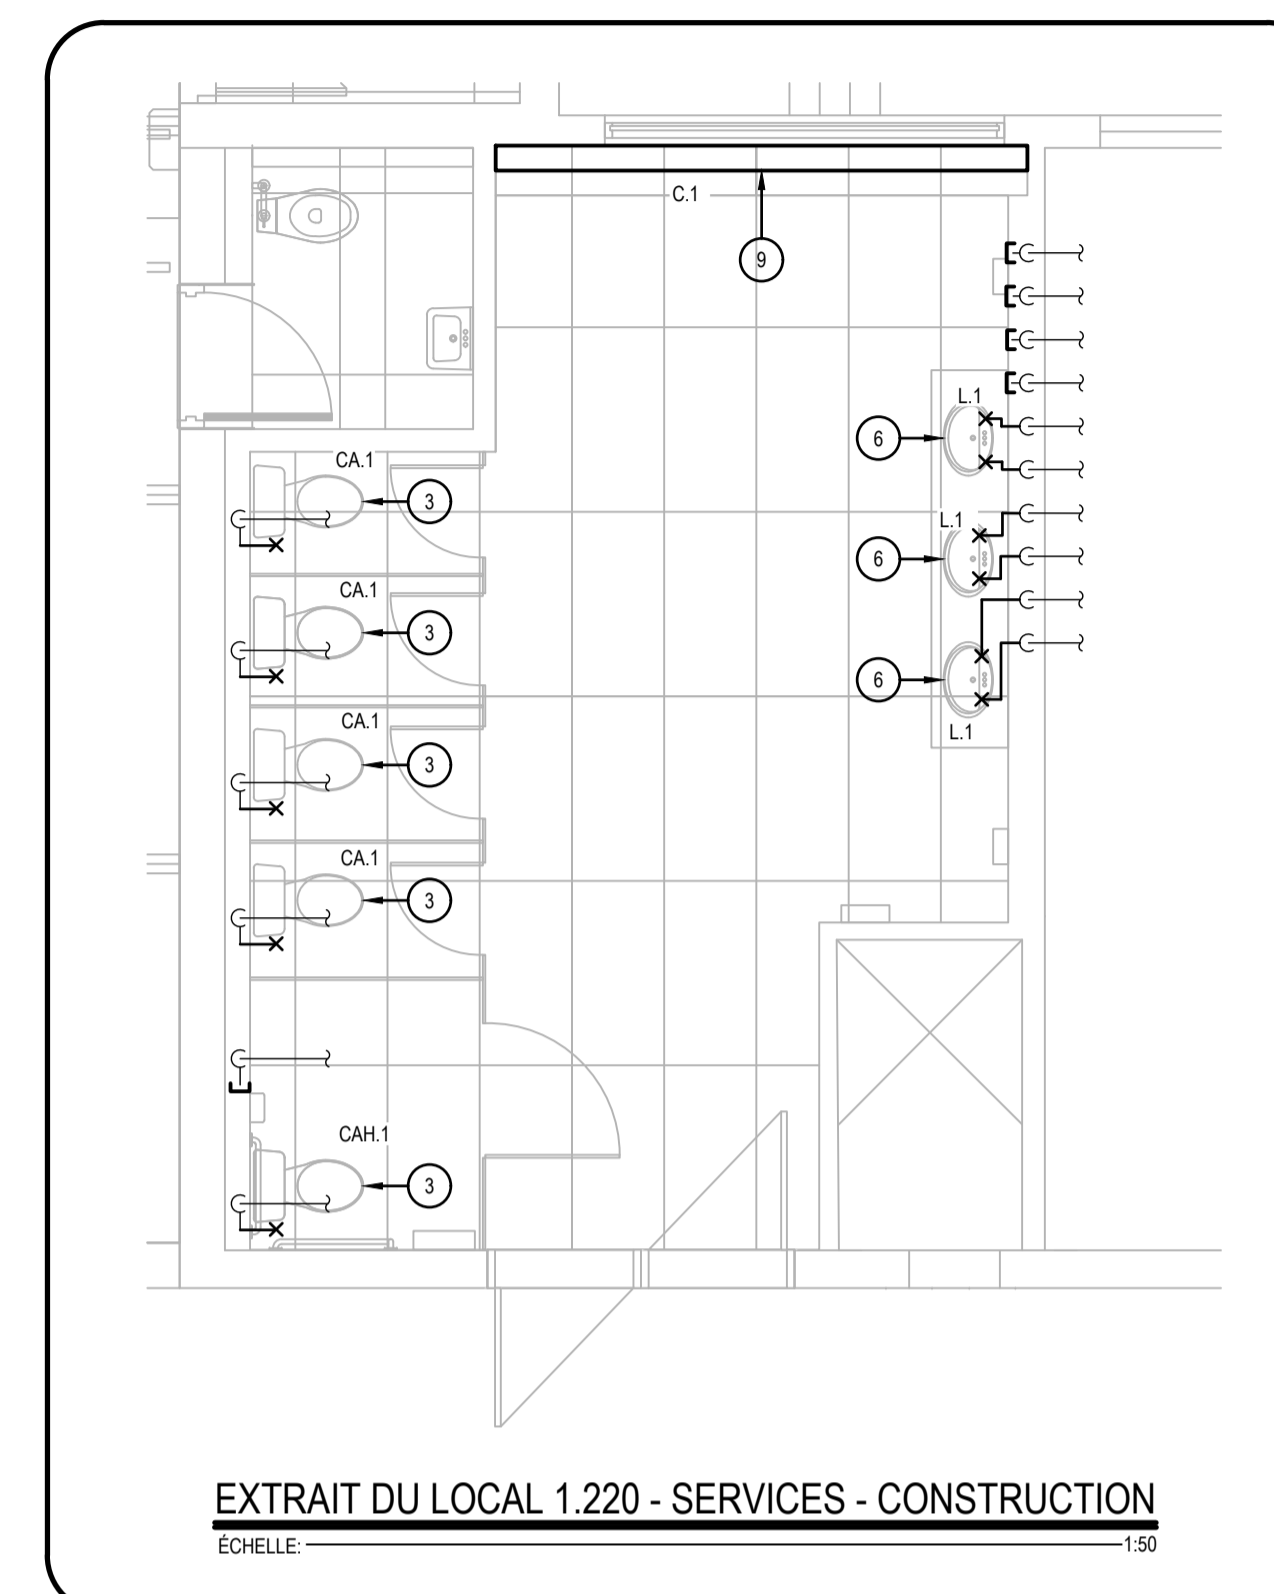 C.1
9
L.1
6
CA.1
3
L.1
6
CA.1
3
6
L.1
CA.1
3
CA.1
3
CAH.1
3
EXTRAIT DU LOCAL 1.220 - SERVICES - CONSTRUCTION
ÉCHELLE: 1:50